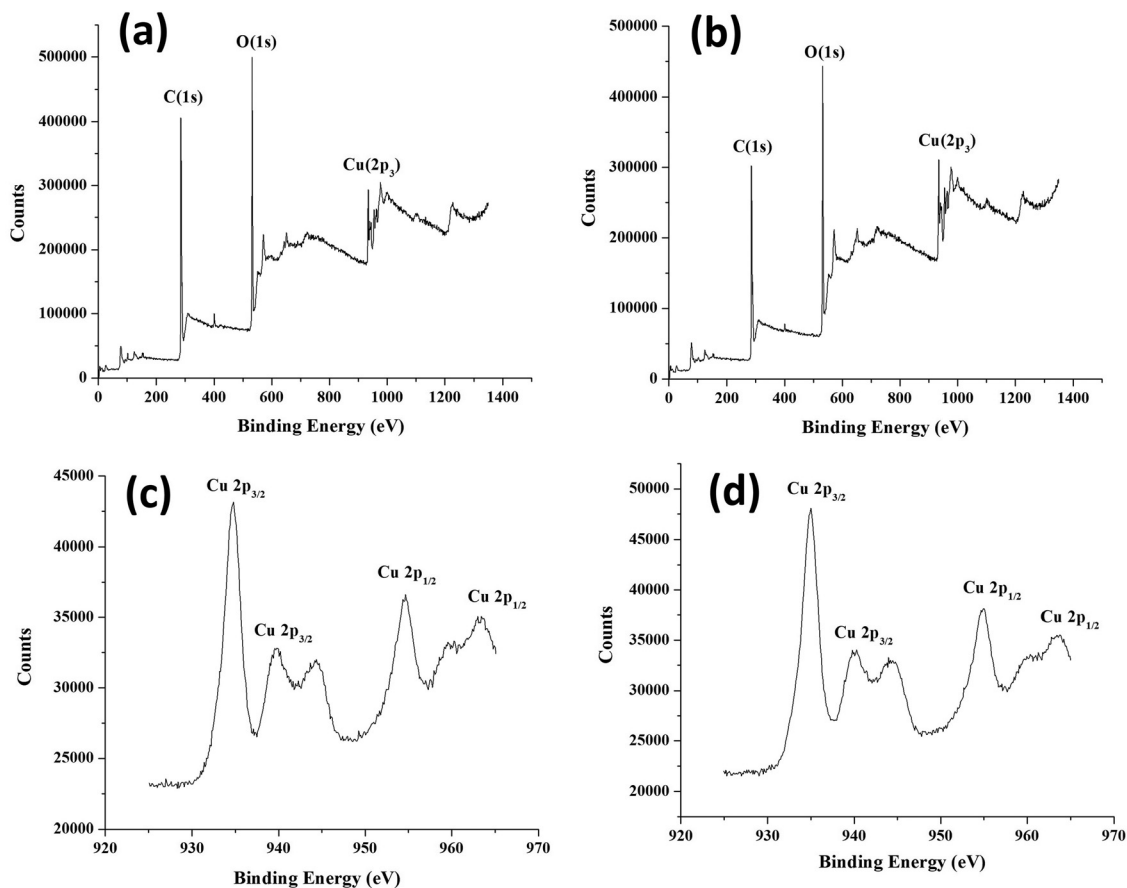 (a)
O(1s)
C(1s)
Cu(2p₃)
500000
400000
300000
200000
100000
0
Counts
0 200 400 600 800 1000 1200 1400
Binding Energy (eV)
(b)
O(1s)
C(1s)
Cu(2p₃)
500000
400000
300000
200000
100000
0
Counts
0 200 400 600 800 1000 1200 1400
Binding Energy (eV)
(c)
Cu 2p₃/₂
Cu 2p₁/₂
Cu 2p₁/₂
Cu 2p₃/₂
45000
40000
35000
30000
25000
20000
Counts
920 930 940 950 960 970
Binding Energy (eV)
(d)
Cu 2p₃/₂
Cu 2p₁/₂
Cu 2p₁/₂
Cu 2p₃/₂
50000
45000
40000
35000
30000
25000
20000
Counts
920 930 940 950 960 970
Binding Energy (eV)